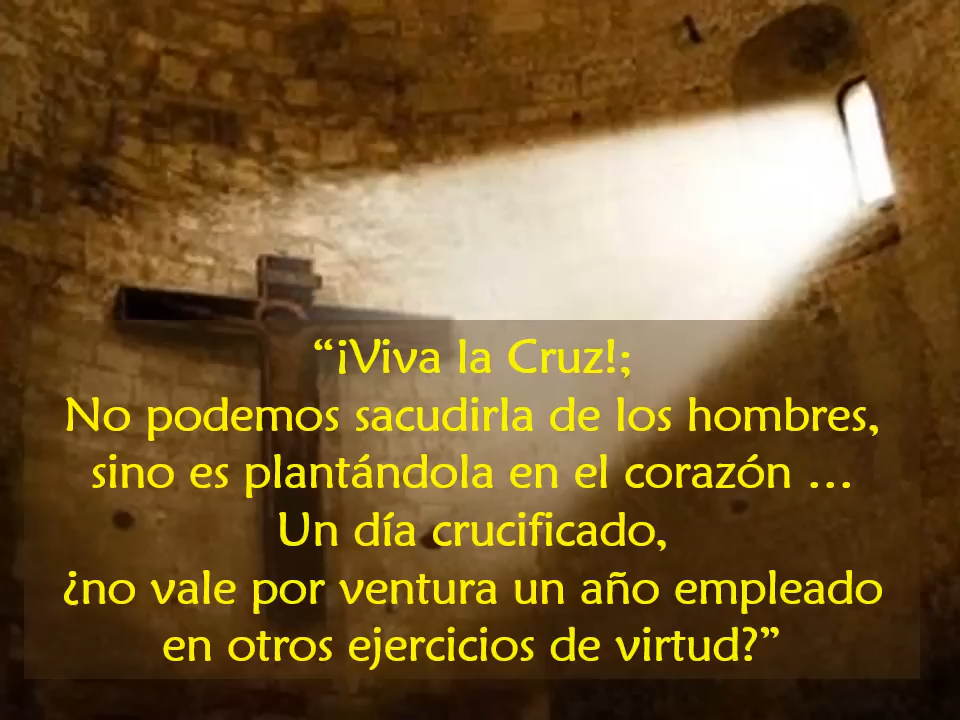 “¡Viva la Cruz!;
No podemos sacudirla de los hombres,
sino es plantándola en el corazón ...
Un día crucificado,
¿no vale por ventura un año empleado
en otros ejercicios de virtud?”